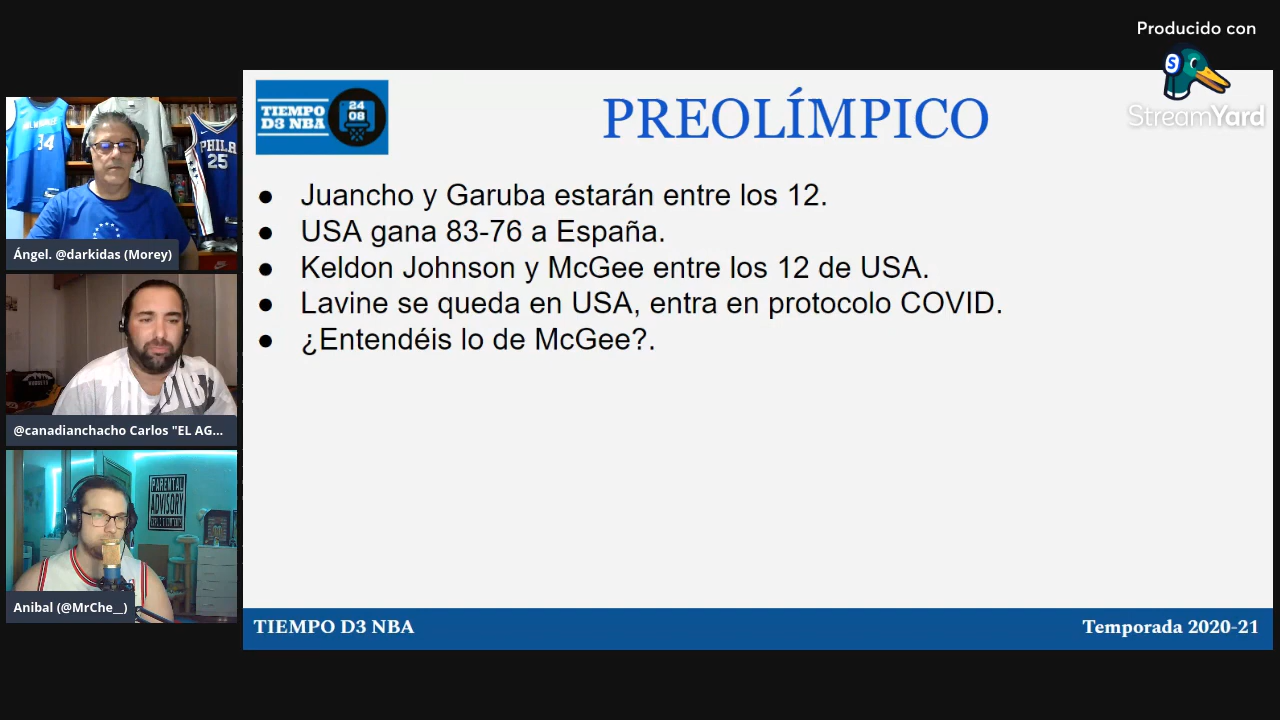 Producido con
StreamYard
TIEMPO
D3 NBA
24
08
PREOLÍMPICO
● Juancho y Garuba estarán entre los 12.
● USA gana 83-76 a España.
● Keldon Johnson y McGee entre los 12 de USA.
● Lavine se queda en USA, entra en protocolo COVID.
● ¿Entendéis lo de McGee?.
34
PHILA
25
Ángel. @darkidas (Morey)
@canadianchacho Carlos "EL AG...
PARENTAL
ADVISORY
Anibal (@MrChe__)
TIEMPO D3 NBA
Temporada 2020-21